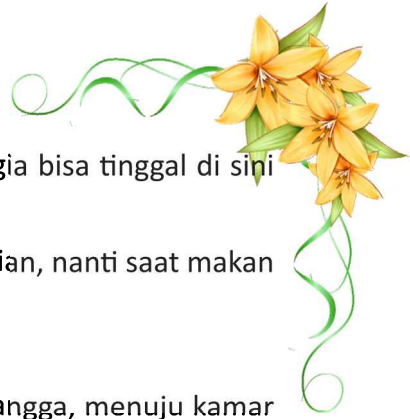 gia bisa tinggal di sini
ian, nanti saat makan
angga, menuju kamar